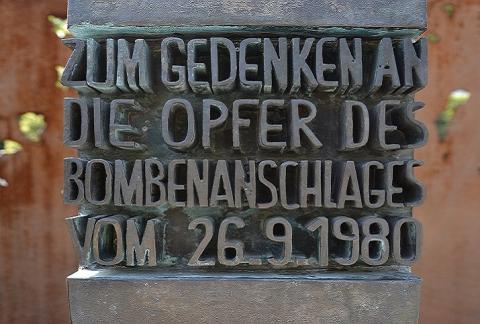 ZUM GEDENKEN AN
DIE OPFER DES
BOMBENANSCHLAGES
VOM 26.9.1980